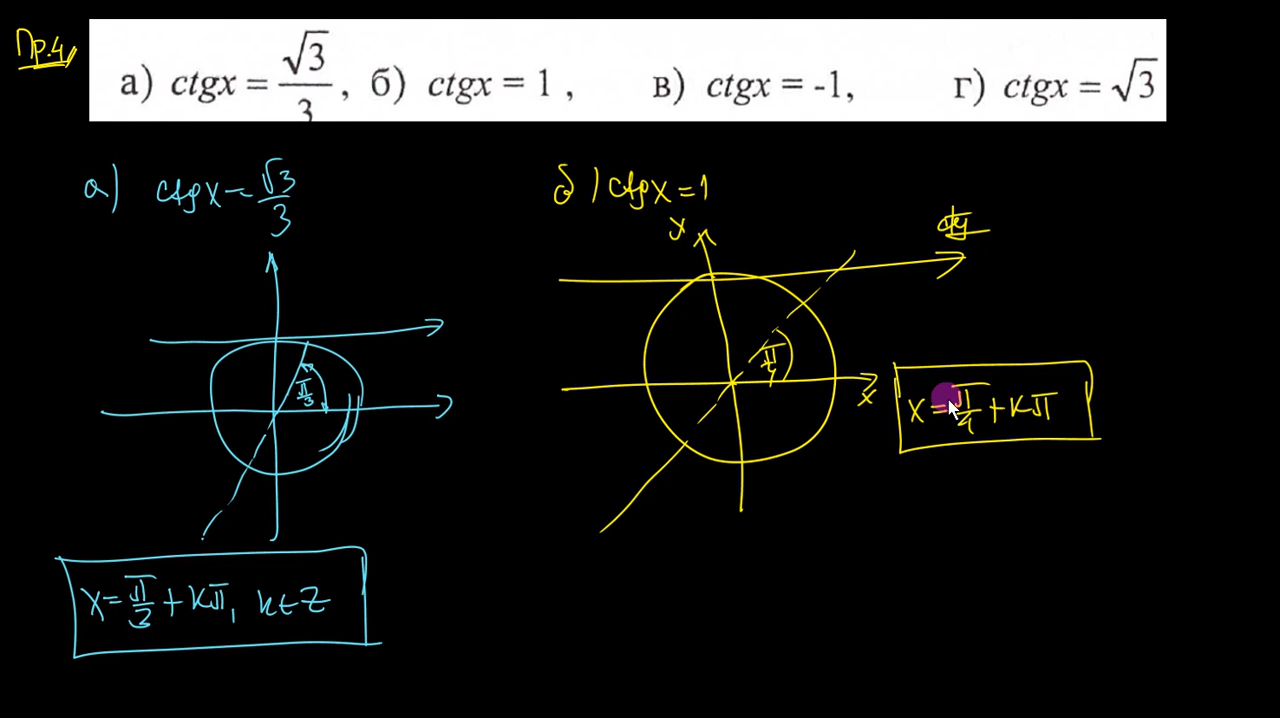 Пр.4
а) ctgx = √3/3, б) ctgx = 1, в) ctgx = -1, г) ctgx = √3
а) ctgx = √3/3
π/3
x = π/3 + kπ, k∈Z
б) ctgx = 1
y
ctg
π/4
x
x = π/4 + kπ